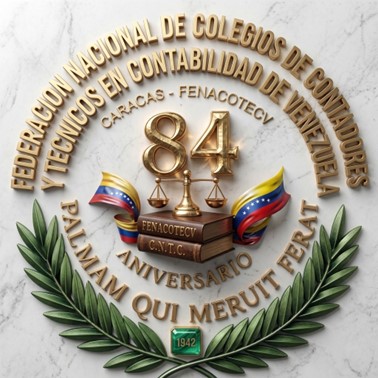 FEDERACION NACIONAL DE COLEGIOS DE CONTADORES
Y TECNICOS EN CONTABILIDAD DE VENEZUELA
CARACAS - FENACOTECV
84
FENACOTECV
C.N.T.C.
ANIVERSARIO
PALMAM QUI MERUIT FERAT
1942